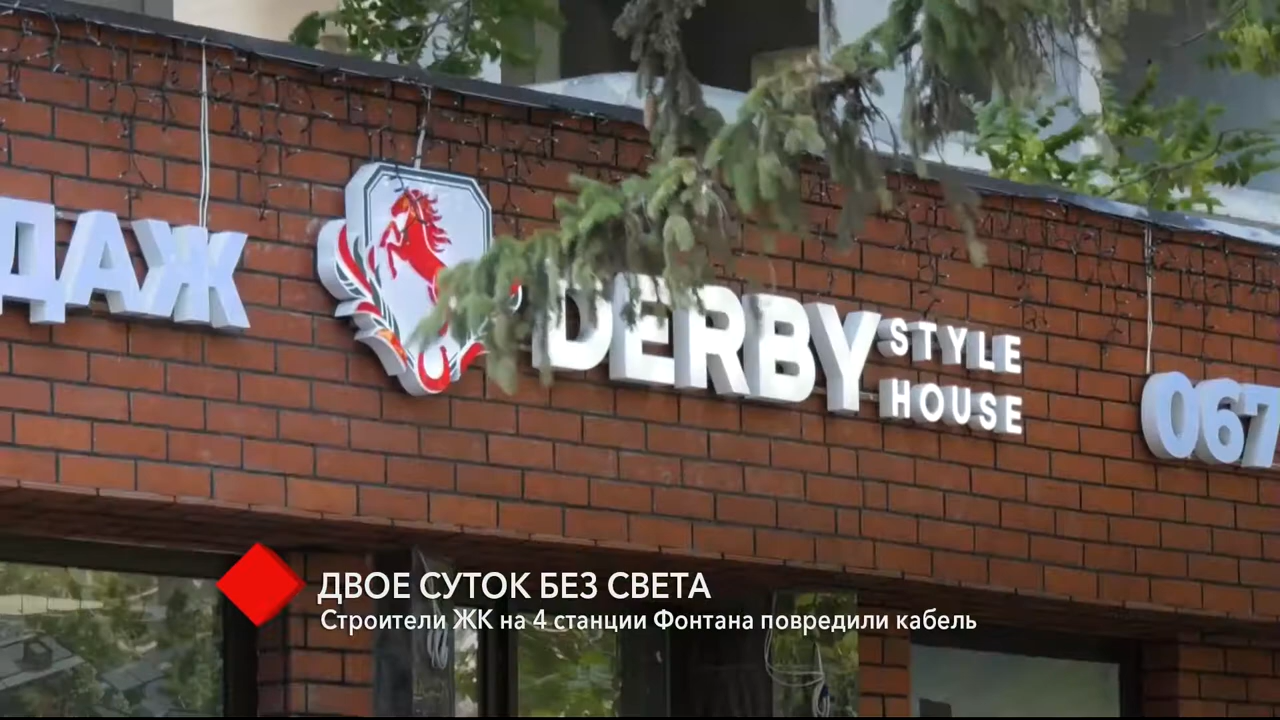 ДАЖ
DERBY
STYLE
HOUSE
067
ДВОЕ СУТОК БЕЗ СВЕТА
Строители ЖК на 4 станции Фонтана повредили кабель